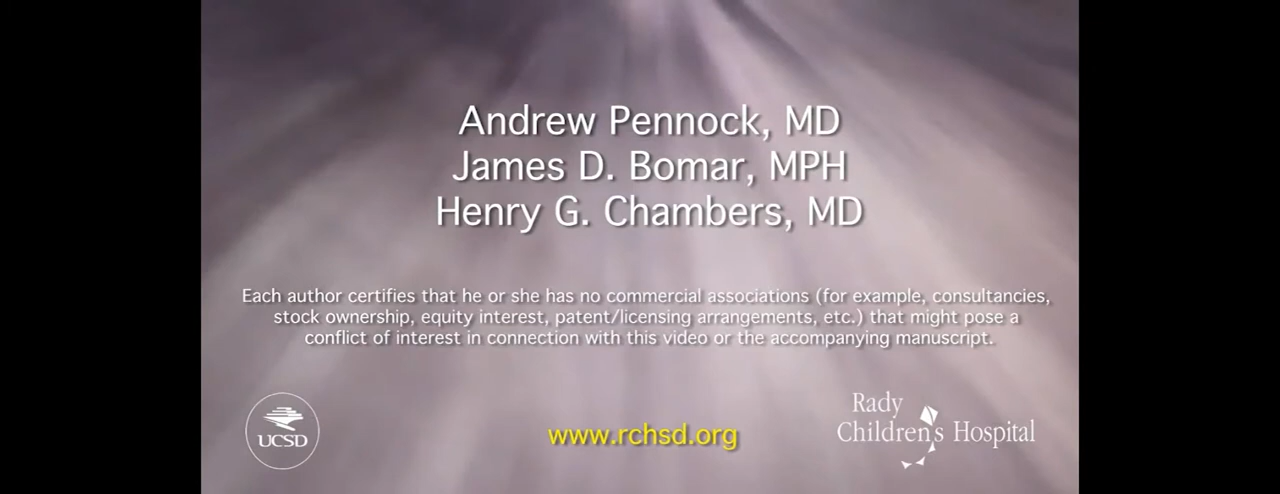 Andrew Pennock, MD
James D. Bomar, MPH
Henry G. Chambers, MD
Each author certifies that he or she has no commercial associations (for example, consultancies,
stock ownership, equity interest, patent/licensing arrangements, etc.) that might pose a
conflict of interest in connection with this video or the accompanying manuscript.
UCSD
www.rchsd.org
Rady
Children's Hospital